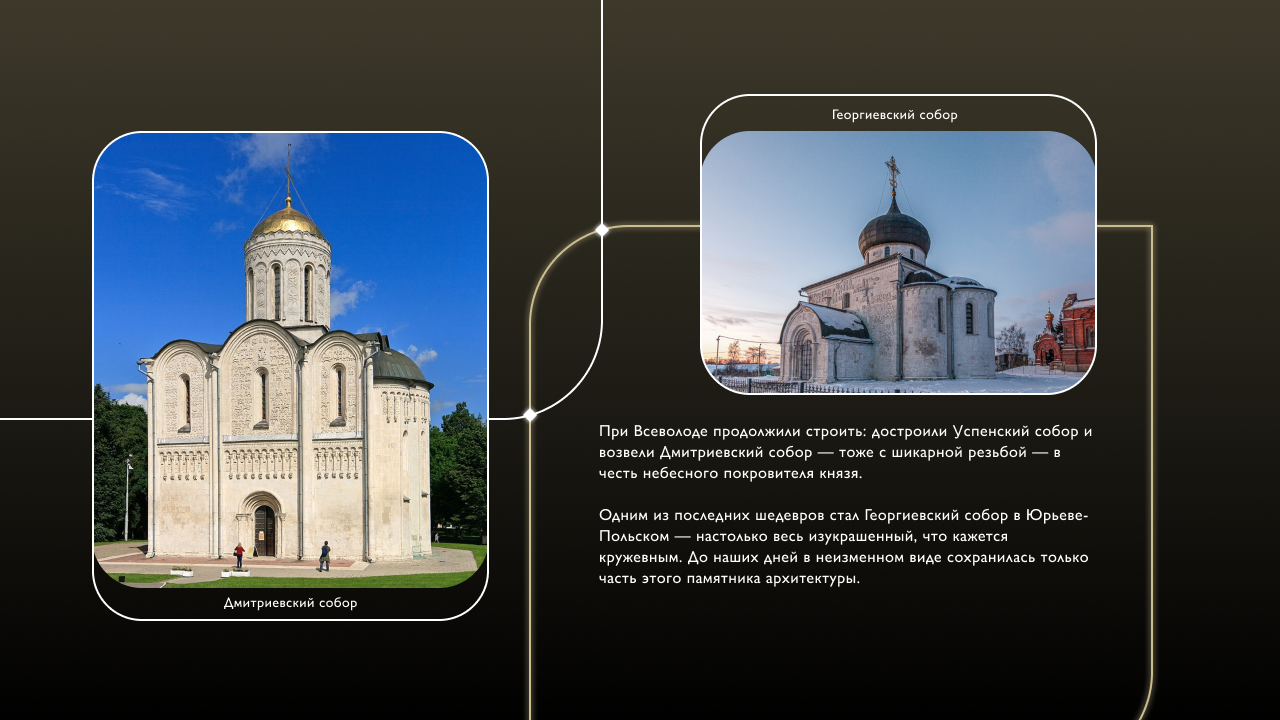 Георгиевский собор
Дмитриевский собор
При Всеволоде продолжили строить: достроили Успенский собор и
возвели Дмитриевский собор — тоже с шикарной резьбой — в
честь небесного покровителя князя.
Одним из последних шедевров стал Георгиевский собор в Юрьеве-
Польском — настолько весь изукрашенный, что кажется
кружевным. До наших дней в неизменном виде сохранилась только
часть этого памятника архитектуры.